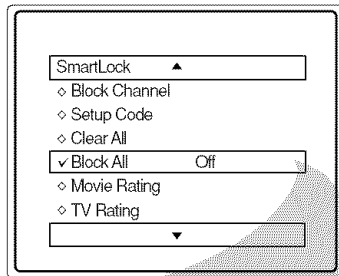 SmartLock ▲
◇ Block Channel
◇ Setup Code
◇ Clear All
✓ Block All Off
◇ Movie Rating
◇ TV Rating
▼